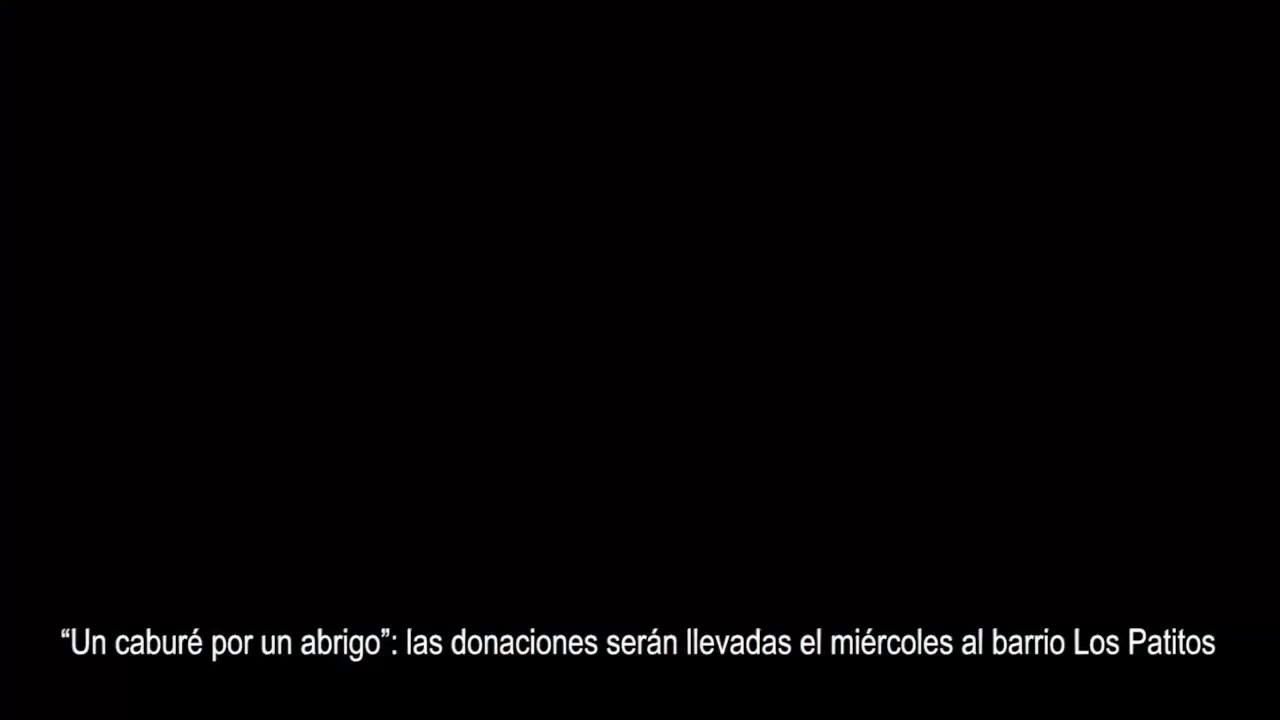 “Un caburé por un abrigo”: las donaciones serán llevadas el miércoles al barrio Los Patitos